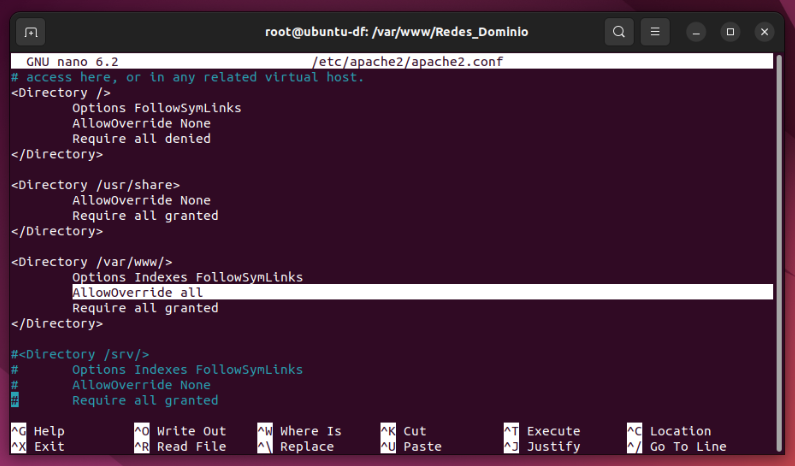 root@ubuntu-df: /var/www/Redes_Dominio
GNU nano 6.2 /etc/apache2/apache2.conf
# access here, or in any related virtual host.
<Directory />
        Options FollowSymLinks
        AllowOverride None
        Require all denied
</Directory>
<Directory /usr/share>
        AllowOverride None
        Require all granted
</Directory>
<Directory /var/www/>
        Options Indexes FollowSymLinks
        AllowOverride all
        Require all granted
</Directory>
#<Directory /srv/>
#       Options Indexes FollowSymLinks
#       AllowOverride None
#       Require all granted
^G Help ^O Write Out ^W Where Is ^K Cut ^T Execute ^C Location
^X Exit ^R Read File ^\ Replace ^U Paste ^J Justify ^/ Go To Line